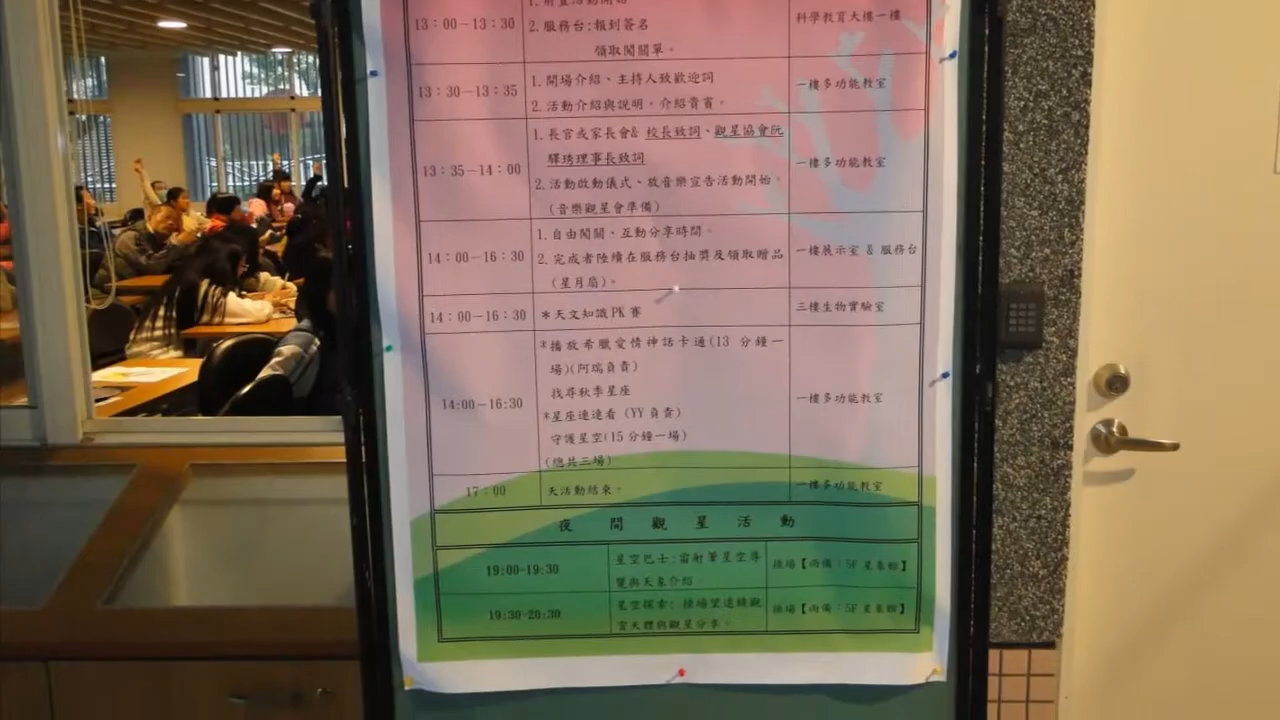 13：00—13：30
2. 服務台:報到簽名
領取闖關單。
科學教育大樓一樓
13：30—13：35
1. 開場介紹、主持人致歡迎詞
2. 活動介紹與說明。介紹貴賓。
一樓多功能教室
13：35—14：00
1. 長官或家長會& 校長致詞、觀星協會阮
驛琇理事長致詞
2. 活動啟動儀式、放音樂宣告活動開始。
(音樂觀星會準備)
一樓多功能教室
14：00—16：30
1. 自由闖關、互動分享時間。
2. 完成者陸續在服務台抽獎及領取贈品
(星月扇)。
一樓展示室 & 服務台
14：00—16：30
＊天文知識PK賽
三樓生物實驗室
14:00—16:30
*播放希臘愛情神話卡通(13 分鐘一
場)(阿瑞負責)
找尋秋季星座
*星座連連看 (YY負責)
守護星空(15分鐘一場)
(總共三場)
一樓多功能教室
17：00
天活動結束。
一樓多功能教室
夜間觀星活動
19:00-19:30
星空巴士:雷射筆星空導
覽與天象介紹。
操場【雨備：5F 星象館】
19:30-20:30
星空探索: 操場望遠鏡觀
賞天體與觀星分享。
操場【雨備：5F 星象館】